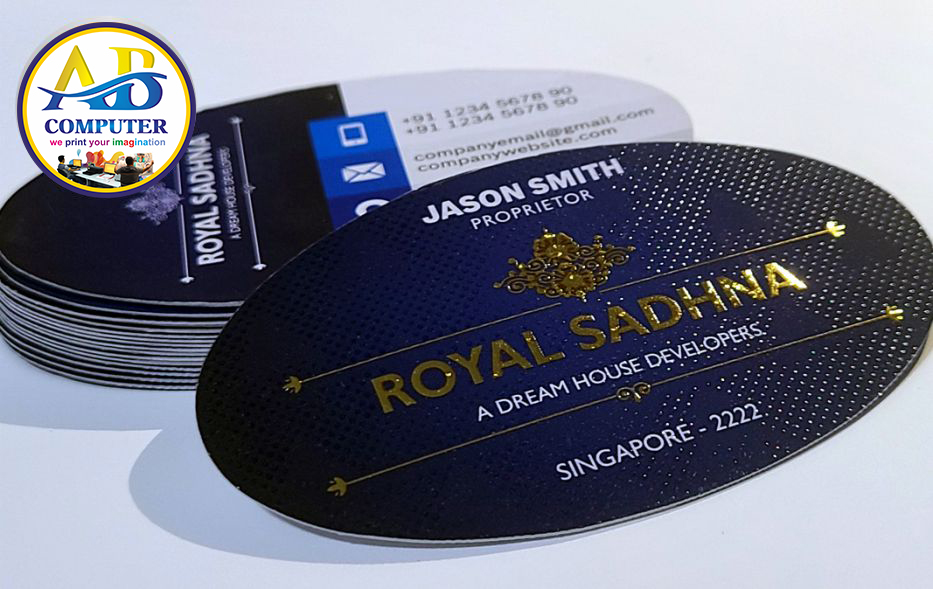 AB
COMPUTER
we print your imagination
+91 1234 5678 90
+91 1234 5678 90
companyemail@gmail.com
companywebsite.com
ROYAL SADHNA
A DREAM HOUSE DEVELOPERS
JASON SMITH
PROPRIETOR
ROYAL SADHNA
A DREAM HOUSE DEVELOPERS
SINGAPORE - 2222